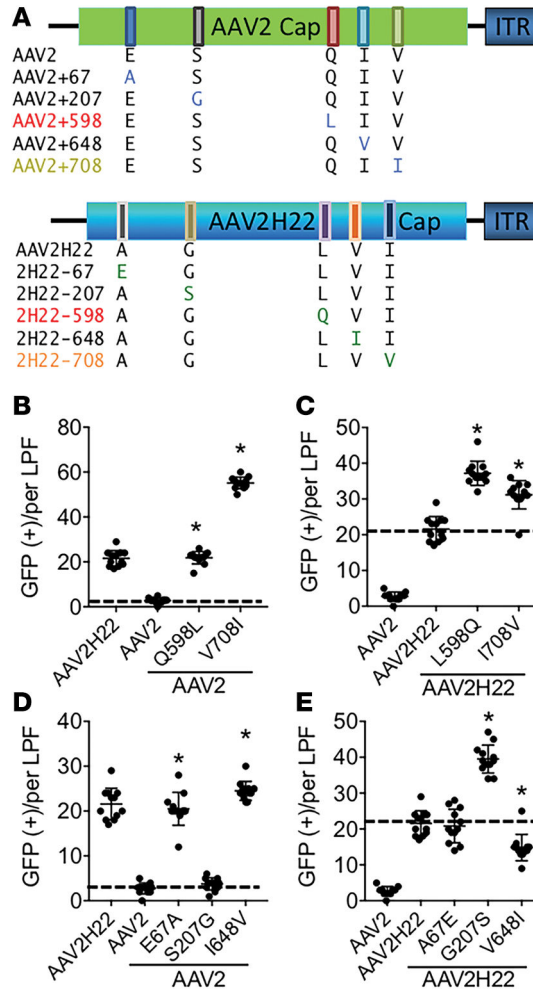 A
AAV2 Cap ITR
AAV2 E S Q I V
AAV2+67 A S Q I V
AAV2+207 E G Q I V
AAV2+598 E S L I V
AAV2+648 E S Q V V
AAV2+708 E S Q I I
AAV2H22 Cap ITR
AAV2H22 A G L V I
2H22-67 E G L V I
2H22-207 A S L V I
2H22-598 A G Q V I
2H22-648 A G L I I
2H22-708 A G L V V
B
GFP (+)/per LPF
80
60
40
20
0
* *
AAV2H22 AAV2 Q598L V708I
AAV2
C
GFP (+)/per LPF
50
40
30
20
10
0
* *
AAV2 AAV2H22 L598Q I708V
AAV2H22
D
GFP (+)/per LPF
40
30
20
10
0
* *
AAV2H22 AAV2 E67A S207G I648V
AAV2
E
GFP (+)/per LPF
50
40
30
20
10
0
* *
AAV2 AAV2H22 A67E G207S V648I
AAV2H22